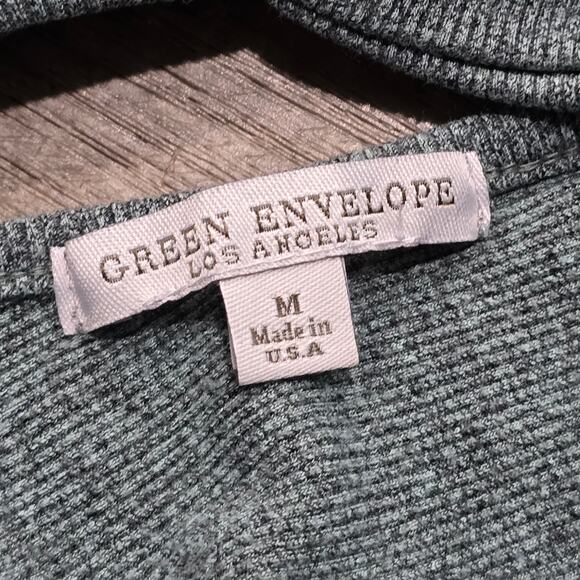 GREEN ENVELOPE
LOS ANGELES
M
Made in
U.S.A